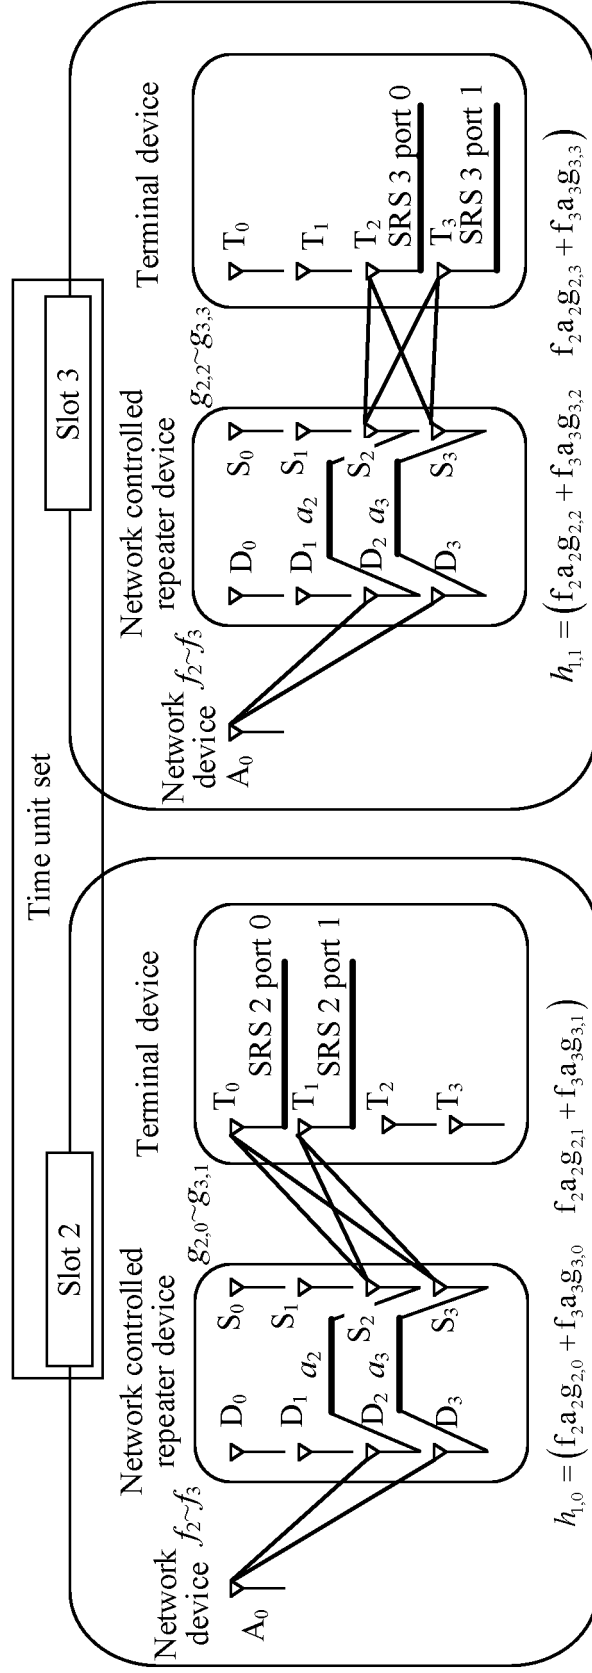 Time unit set
Slot 2
Network
device
f₂~f₃
A₀
Network controlled
repeater device
D₀
D₁
D₂
D₃
a₂
a₃
S₀
S₁
S₂
S₃
g₂,₀~g₃,₁
Terminal device
T₀
SRS 2 port 0
T₁
SRS 2 port 1
T₂
T₃
h₁,₀ = (f₂a₂g₂,₀ + f₃a₃g₃,₀ f₂a₂g₂,₁ + f₃a₃g₃,₁)
Slot 3
Network
device
f₂~f₃
A₀
Network controlled
repeater device
D₀
D₁
D₂
D₃
a₂
a₃
S₀
S₁
S₂
S₃
g₂,₂~g₃,₃
Terminal device
T₀
T₁
T₂
SRS 3 port 0
T₃
SRS 3 port 1
h₁,₁ = (f₂a₂g₂,₂ + f₃a₃g₃,₂ f₂a₂g₂,₃ + f₃a₃g₃,₃)